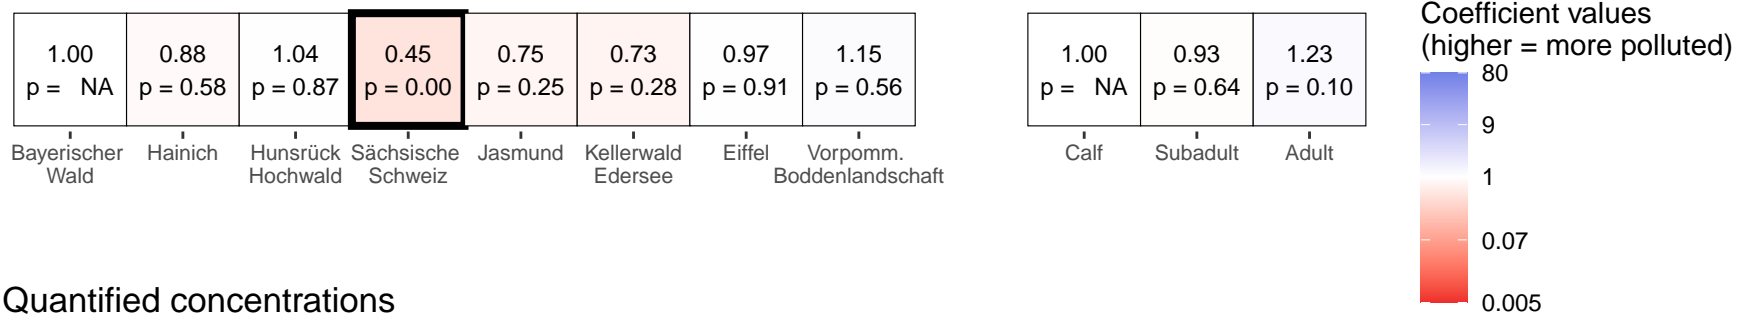 Coefficient values
(higher = more polluted)
1.00 0.88 1.04 0.45 0.75 0.73 0.97 1.15 1.00 0.93 1.23
p = NA p = 0.58 p = 0.87 p = 0.00 p = 0.25 p = 0.28 p = 0.91 p = 0.56 p = NA p = 0.64 p = 0.10
Bayerischer Wald
Hainich
Hunsrück Hochwald
Sächsische Schweiz
Jasmund
Kellerwald Edersee
Eiffel
Vorpomm. Boddenlandschaft
Calf
Subadult
Adult
80
9
1
0.07
0.005
Quantified concentrations